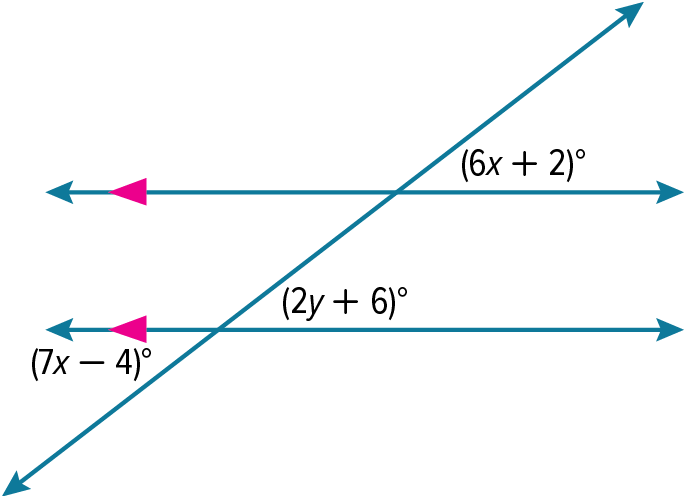 (6x + 2)°
(2y + 6)°
(7x − 4)°